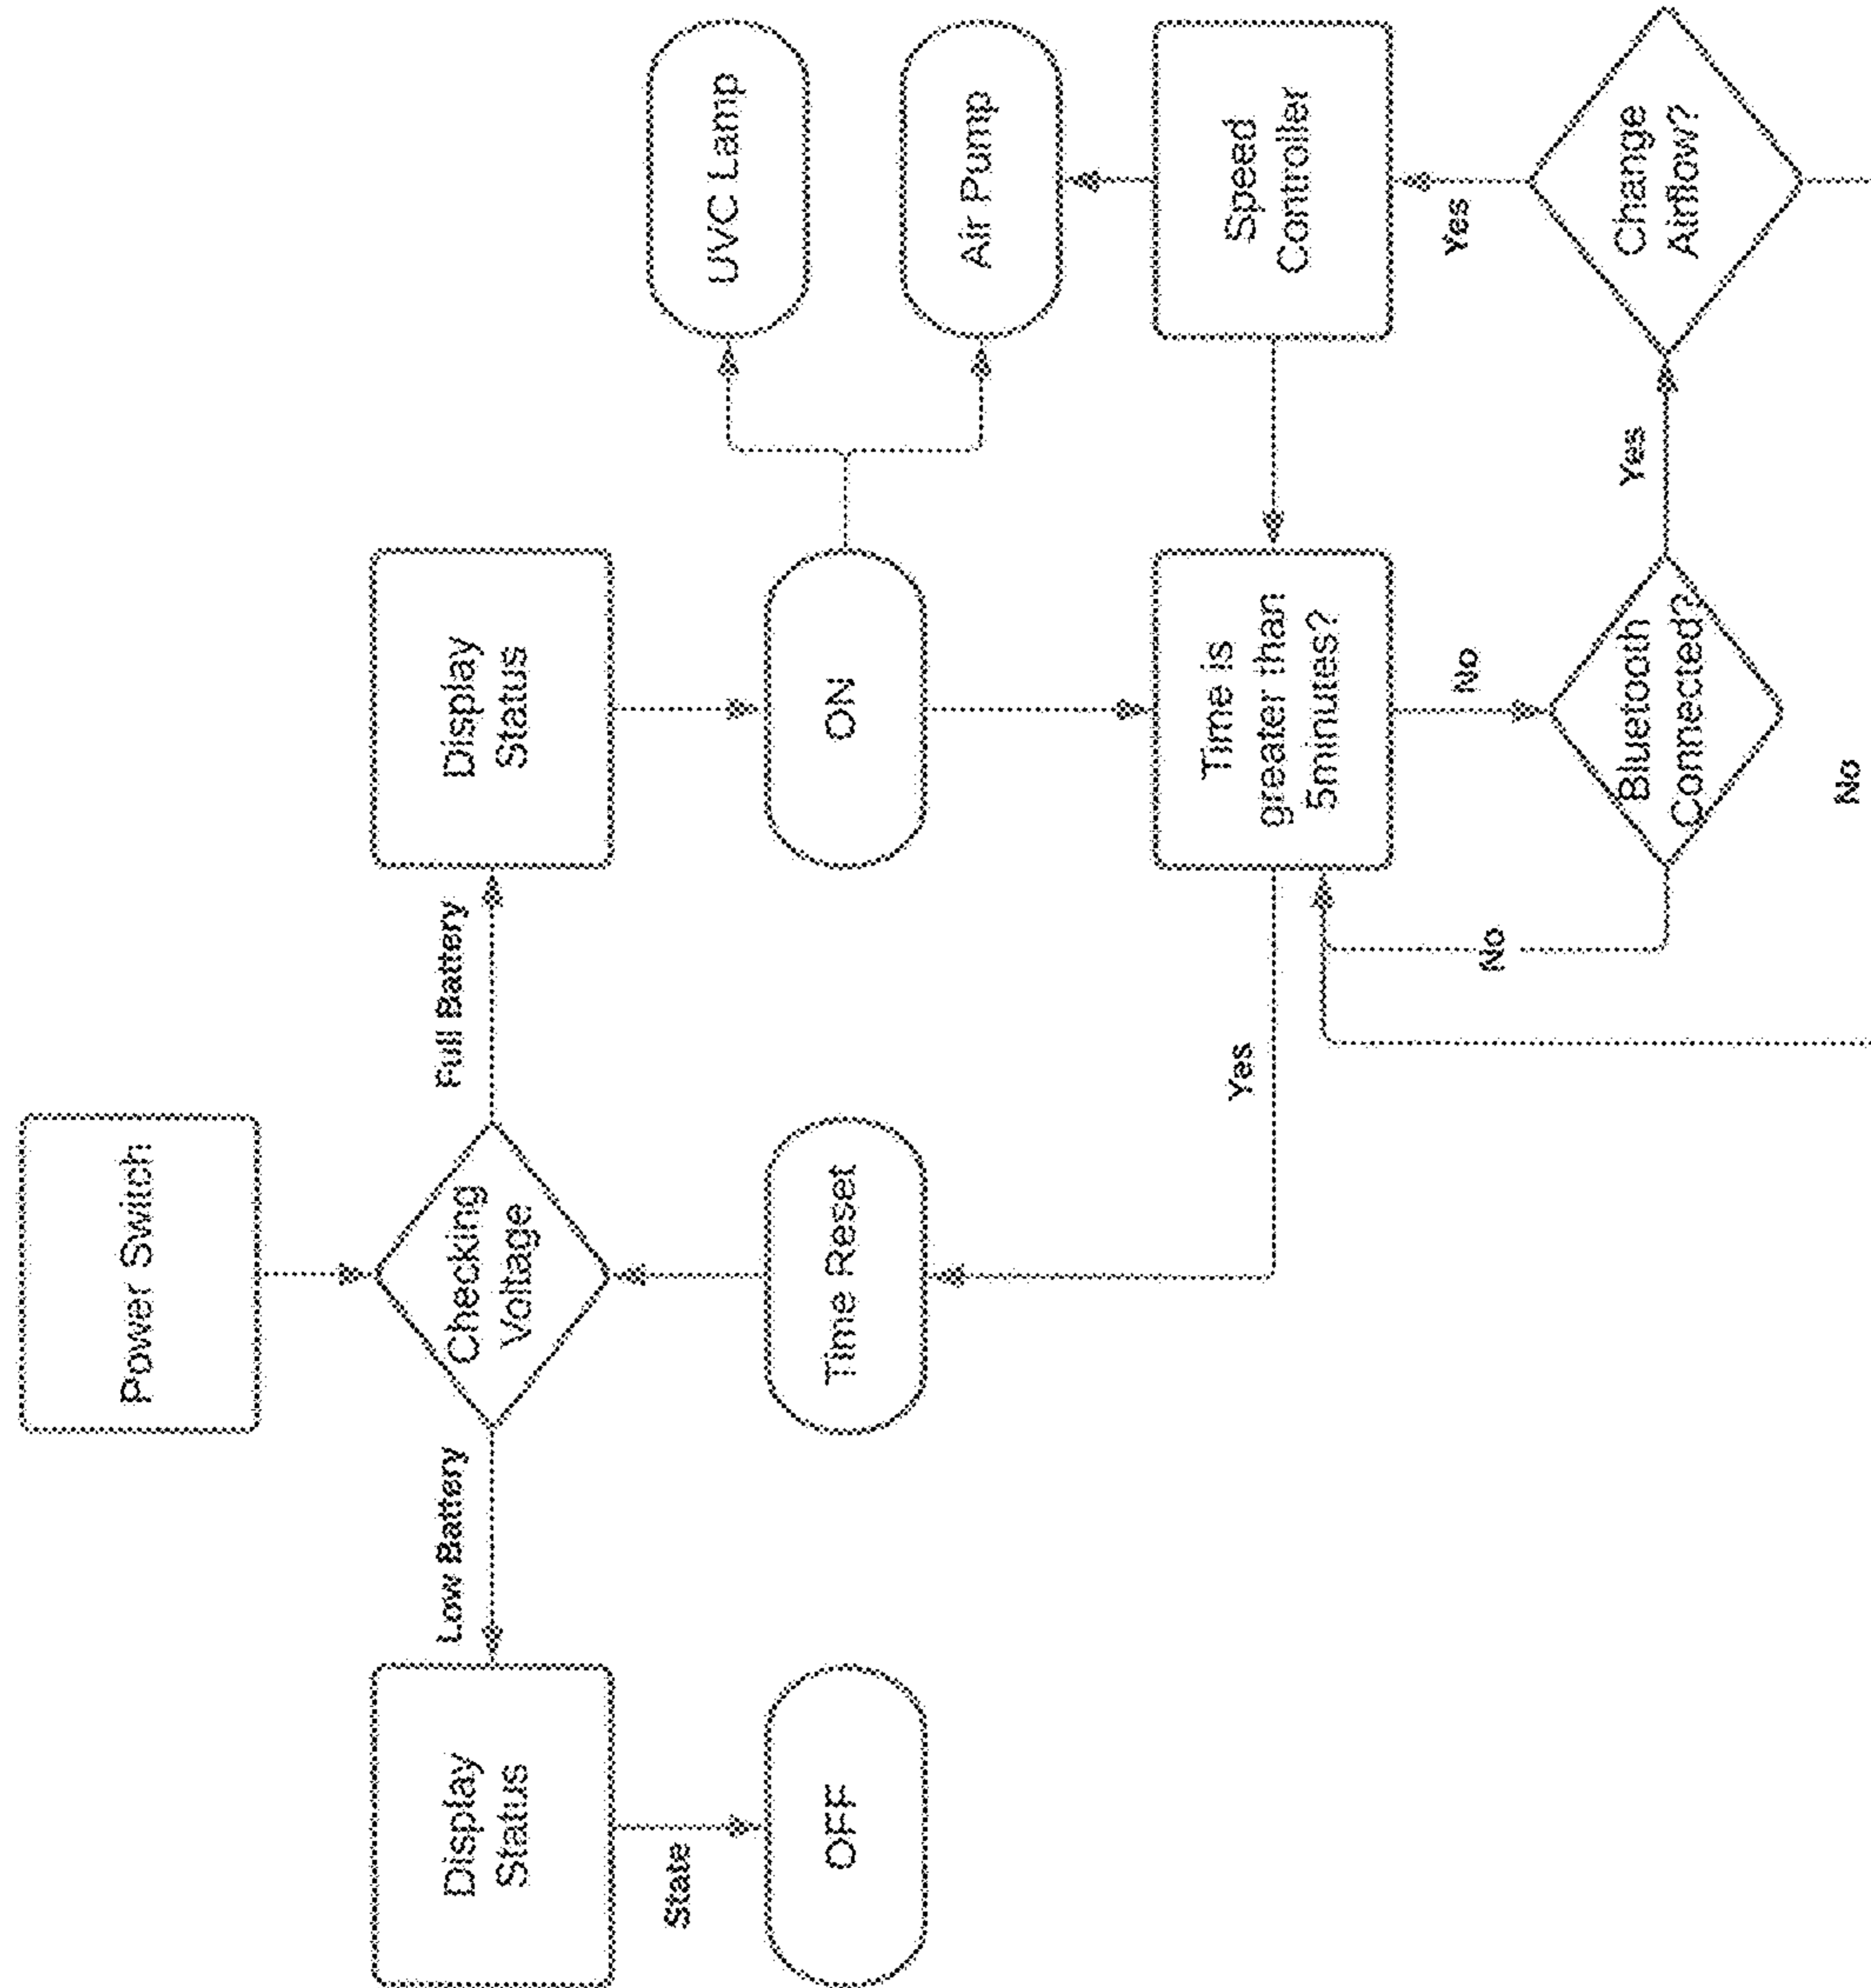 Power Switch
Low Battery
Checking
Voltage
Full Battery
Display
Status
Display
Status
State
OFF
Time Reset
ON
UVC Lamp
Air Pump
Yes
Time is
greater than
5minutes?
Speed
Controller
No
No
Yes
Bluetooth
Connected?
Yes
Change
Airflow?
No